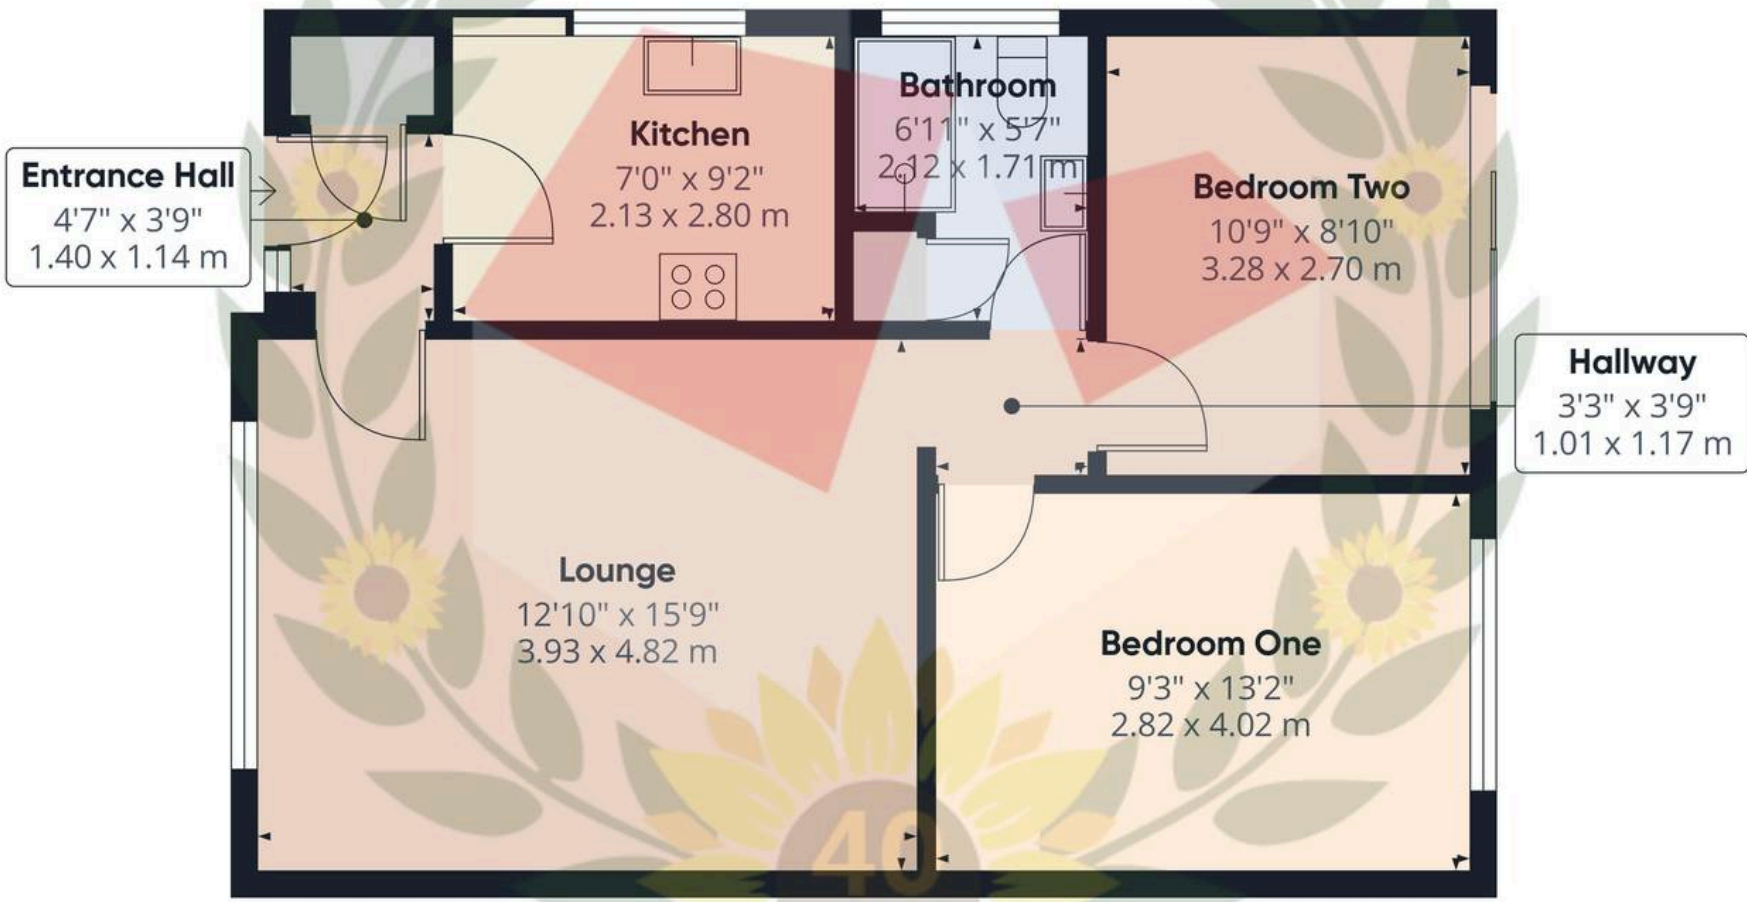 Entrance Hall
4'7" x 3'9"
1.40 x 1.14 m
Kitchen
7'0" x 9'2"
2.13 x 2.80 m
Bathroom
6'11" x 5'7"
2.12 x 1.71 m
Bedroom Two
10'9" x 8'10"
3.28 x 2.70 m
Hallway
3'3" x 3'9"
1.01 x 1.17 m
Lounge
12'10" x 15'9"
3.93 x 4.82 m
Bedroom One
9'3" x 13'2"
2.82 x 4.02 m
40